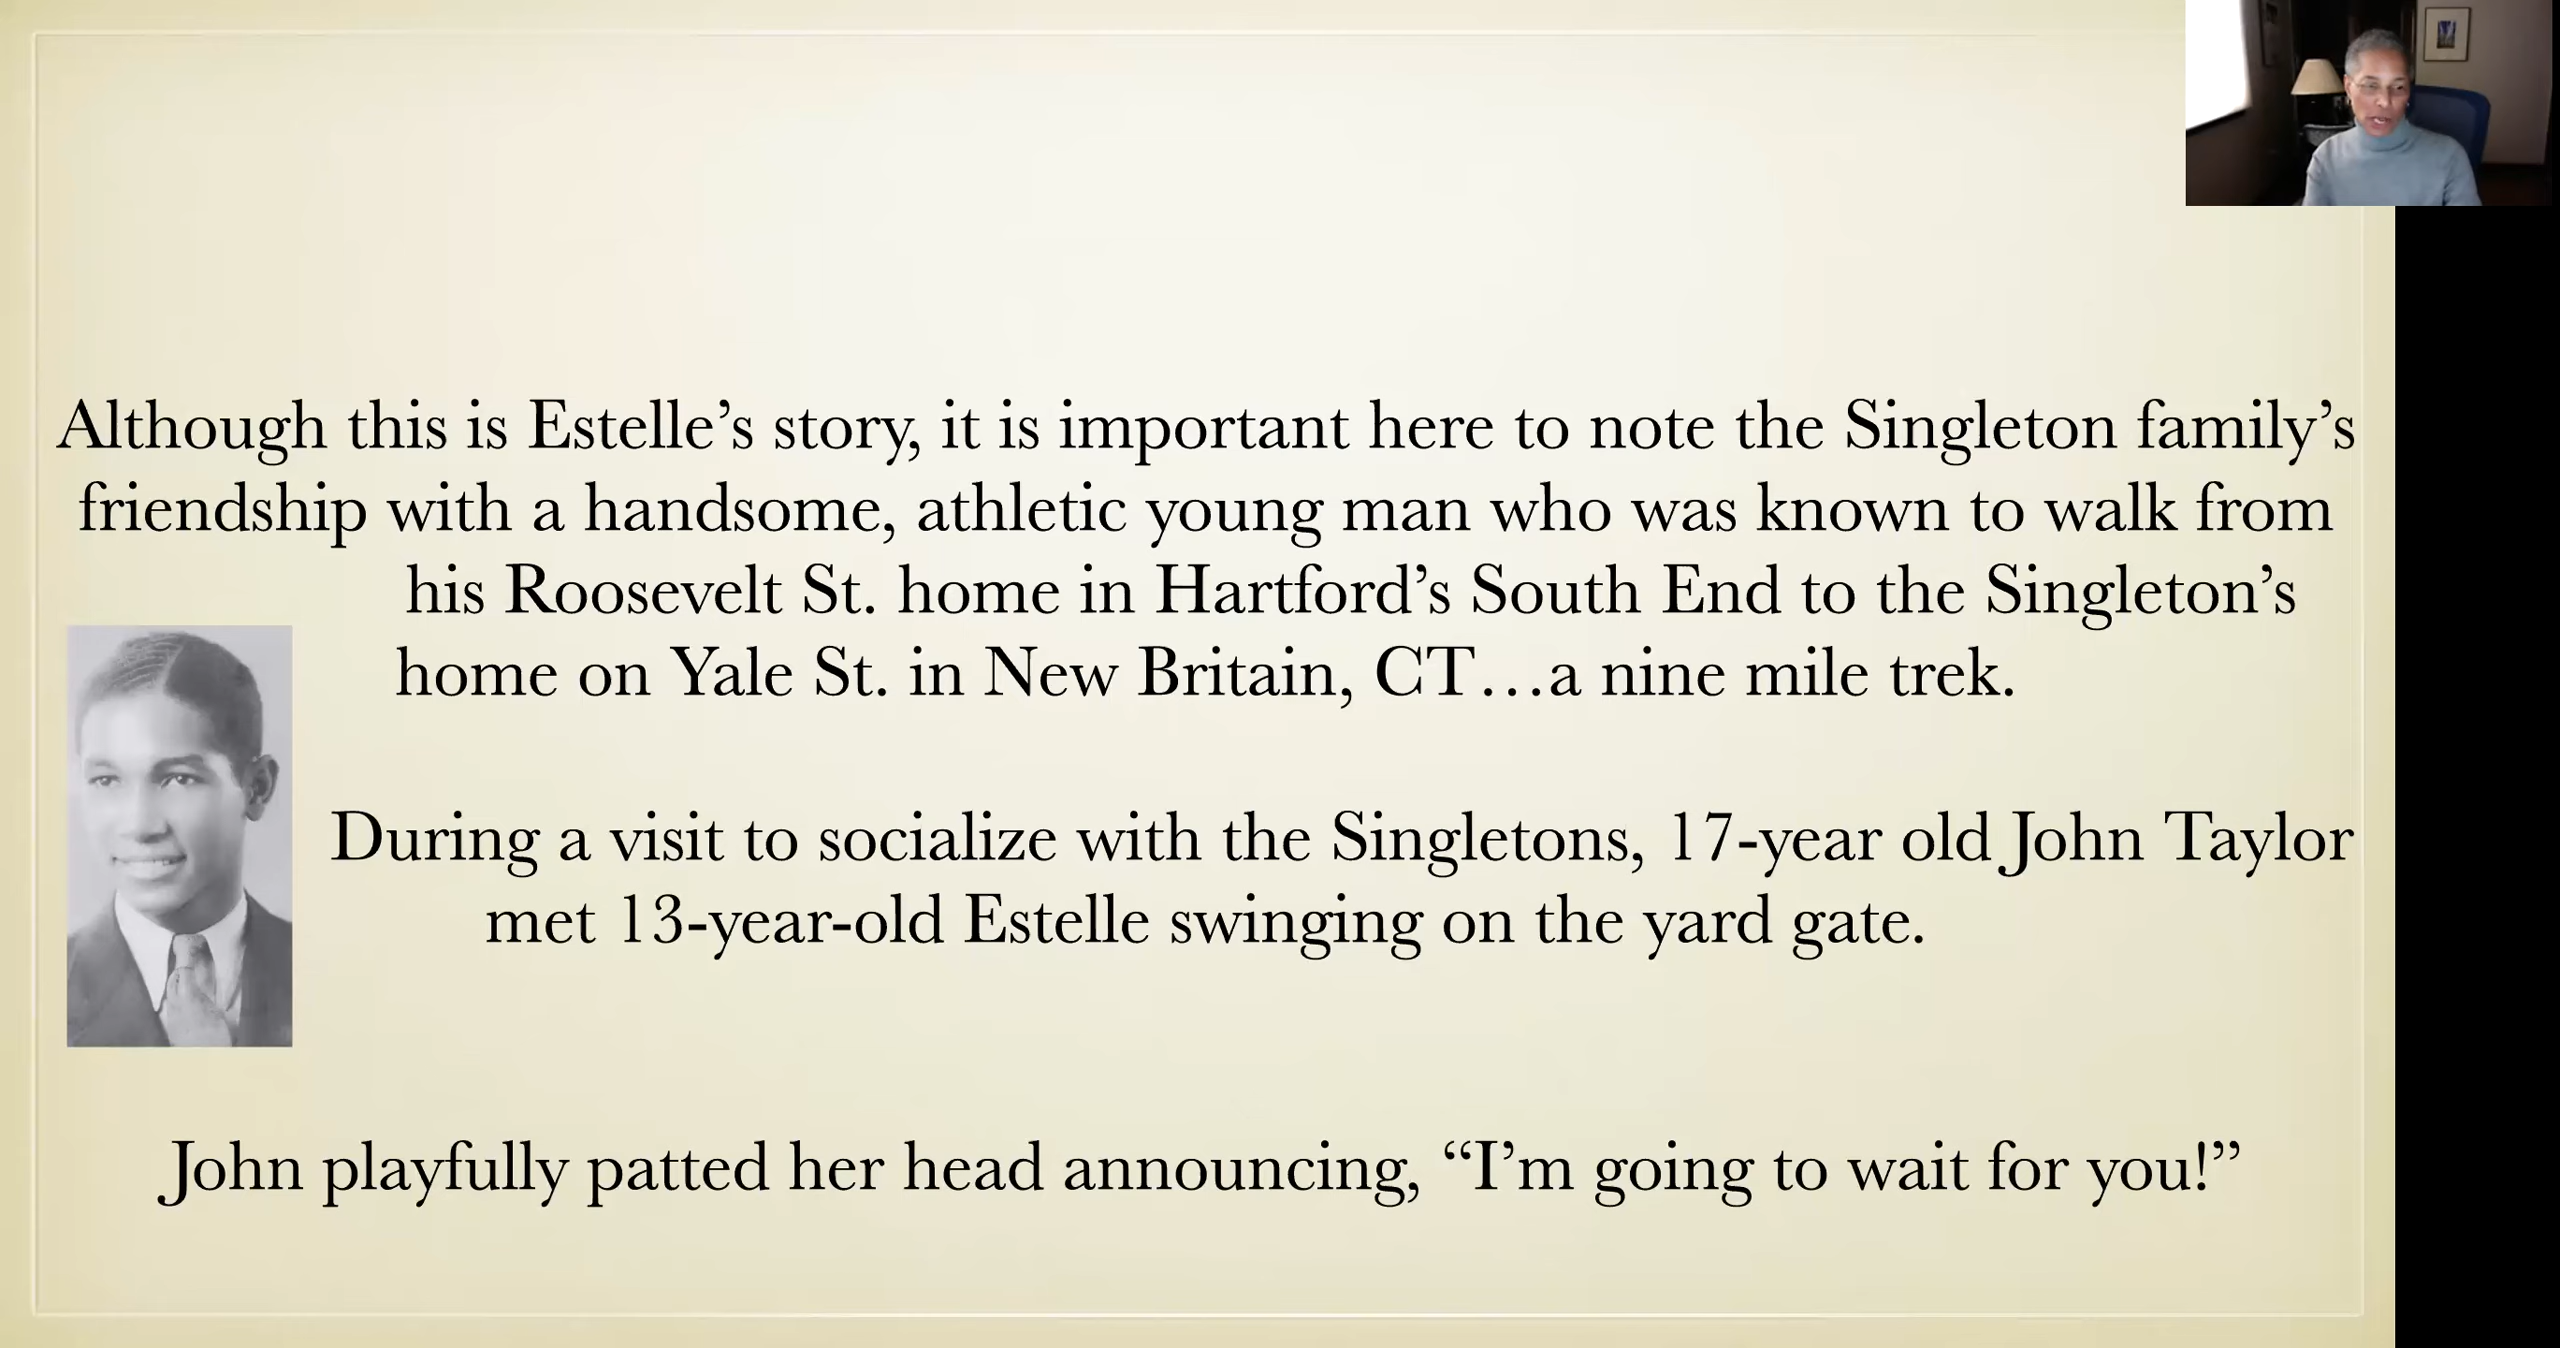 Although this is Estelle’s story, it is important here to note the Singleton family’s
friendship with a handsome, athletic young man who was known to walk from
his Roosevelt St. home in Hartford’s South End to the Singleton’s
home on Yale St. in New Britain, CT…a nine mile trek.
During a visit to socialize with the Singletons, 17-year old John Taylor
met 13-year-old Estelle swinging on the yard gate.
John playfully patted her head announcing, “I’m going to wait for you!”